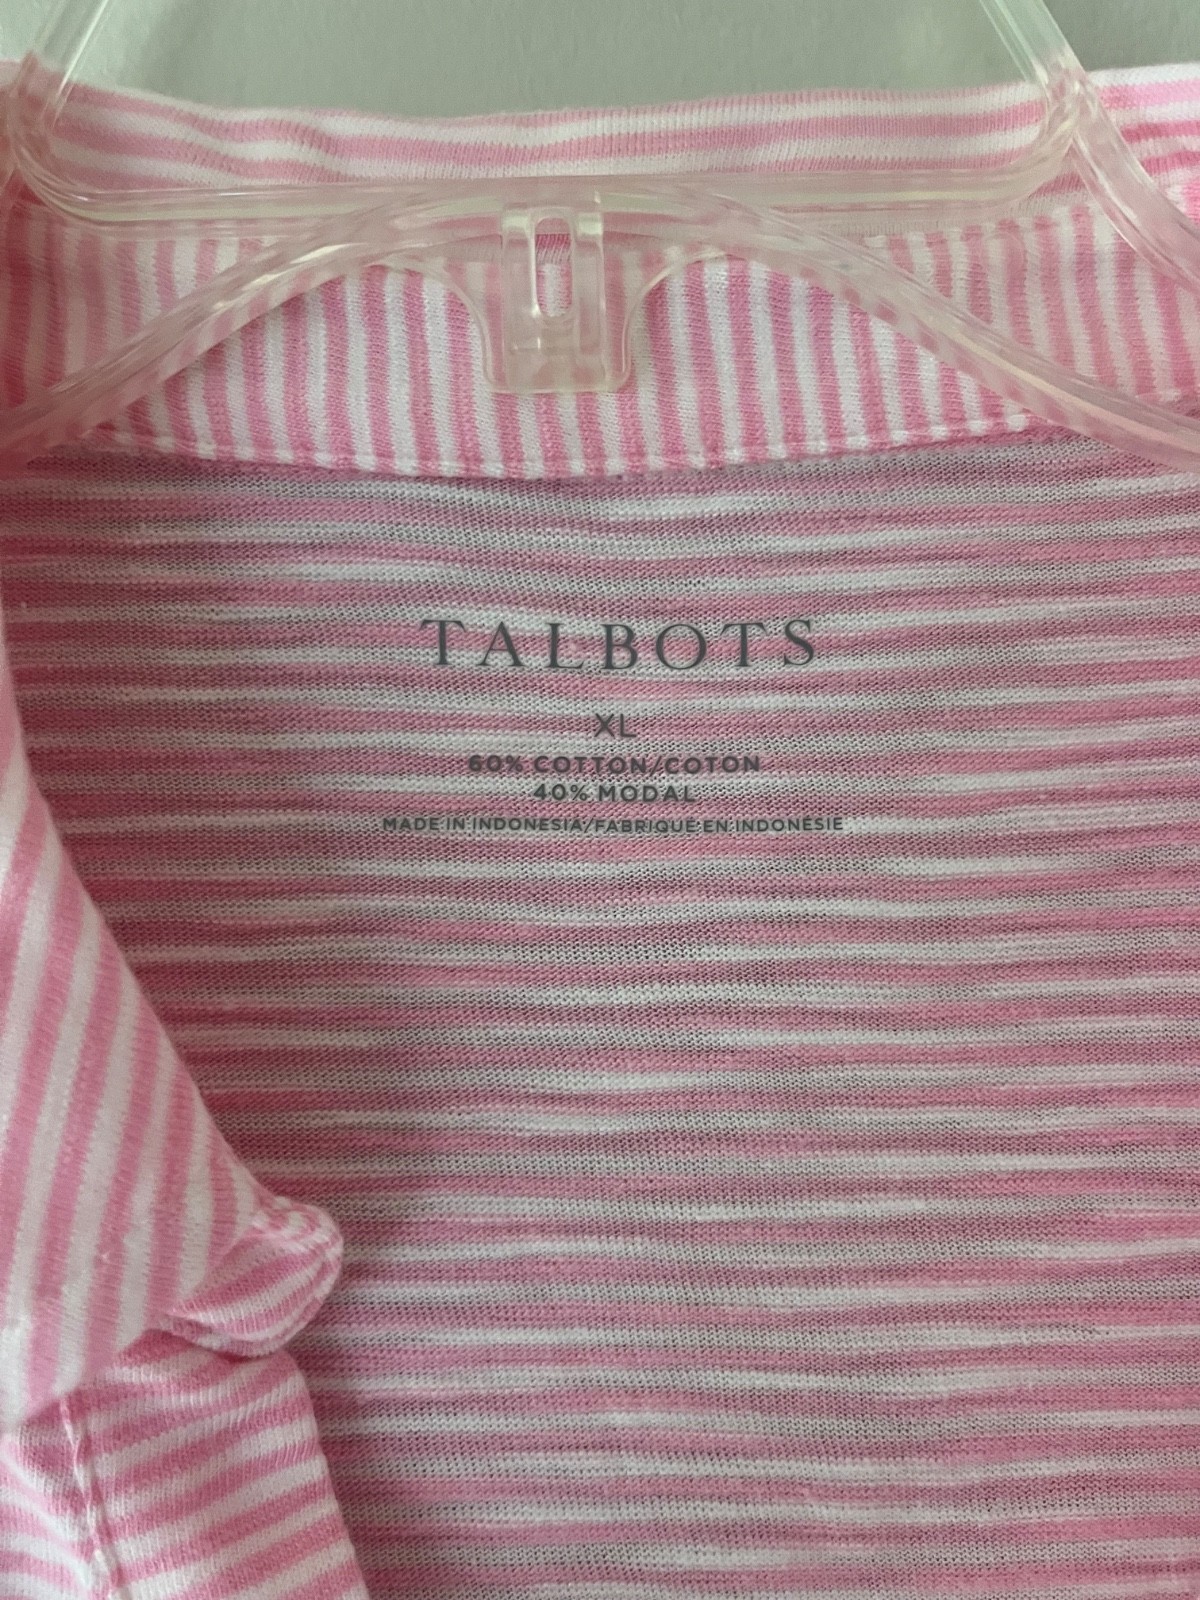 TALBOTS
XL
60% COTTON/COTON
40% MODAL
MADE IN INDONESIA/FABRIQUÉ EN INDONÉSIE